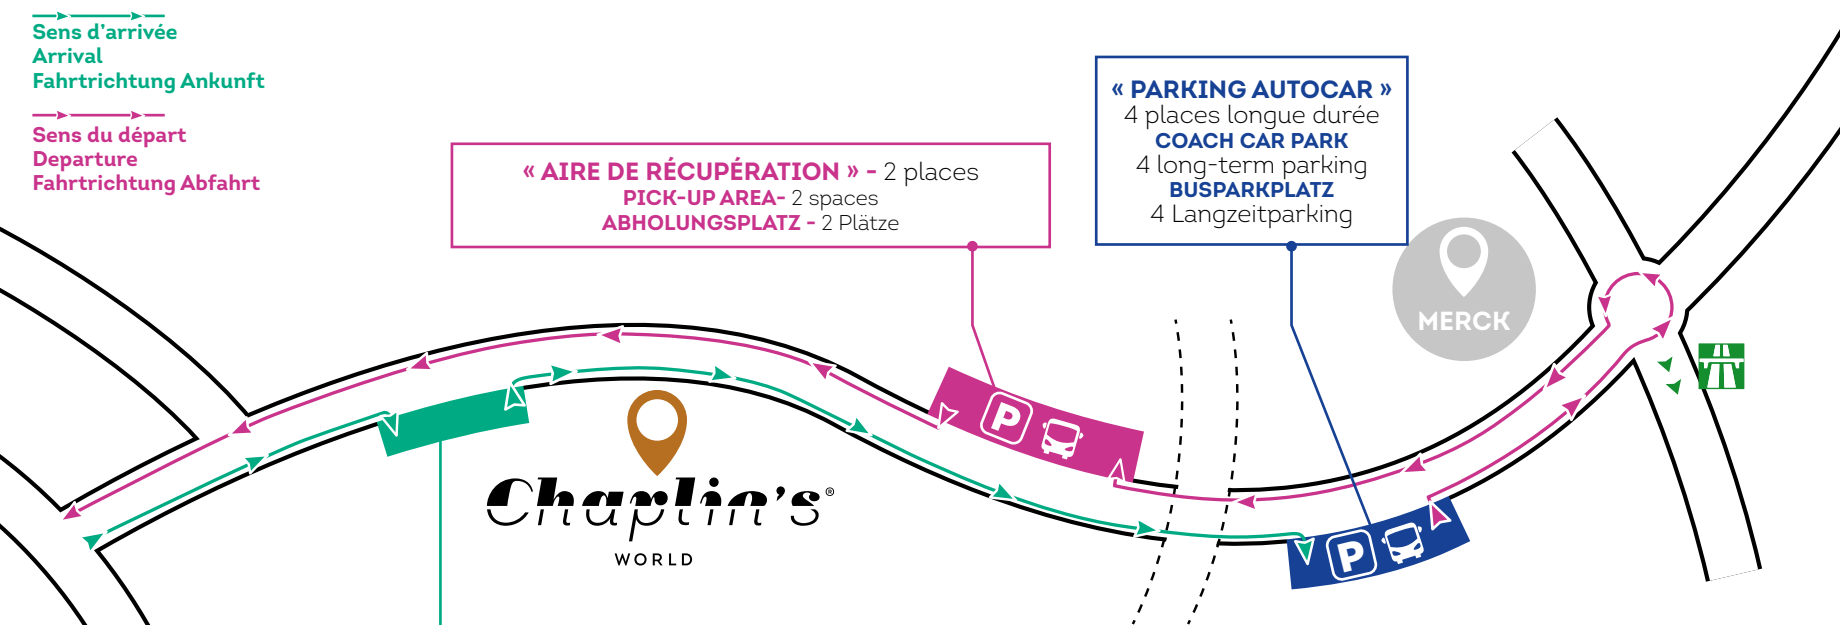 Sens d'arrivée
Arrival
Fahrtrichtung Ankunft
Sens du départ
Departure
Fahrtrichtung Abfahrt
« AIRE DE RÉCUPÉRATION » - 2 places
PICK-UP AREA- 2 spaces
ABHOLUNGSPLATZ - 2 Plätze
« PARKING AUTOCAR »
4 places longue durée
COACH CAR PARK
4 long-term parking
BUSPARKPLATZ
4 Langzeitparking
MERCK
P
Chaplin's®
WORLD
P